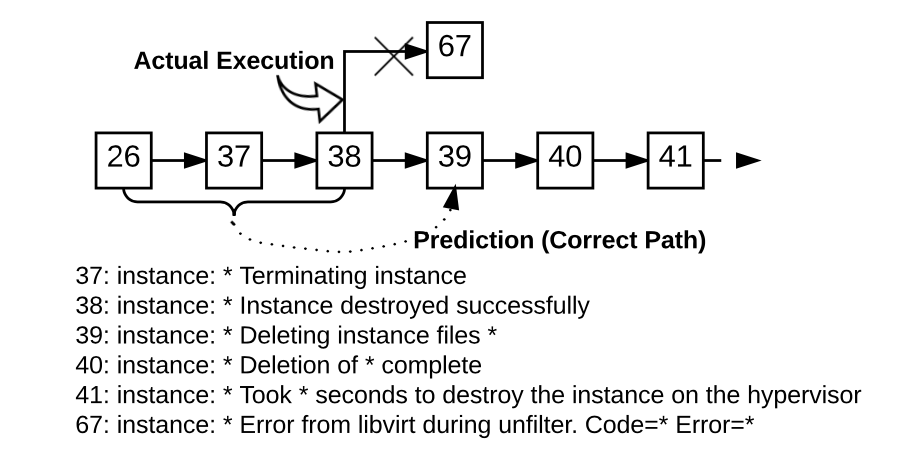 67
Actual Execution
26 37 38 39 40 41
Prediction (Correct Path)
37: instance: * Terminating instance
38: instance: * Instance destroyed successfully
39: instance: * Deleting instance files *
40: instance: * Deletion of * complete
41: instance: * Took * seconds to destroy the instance on the hypervisor
67: instance: * Error from libvirt during unfilter. Code=* Error=*